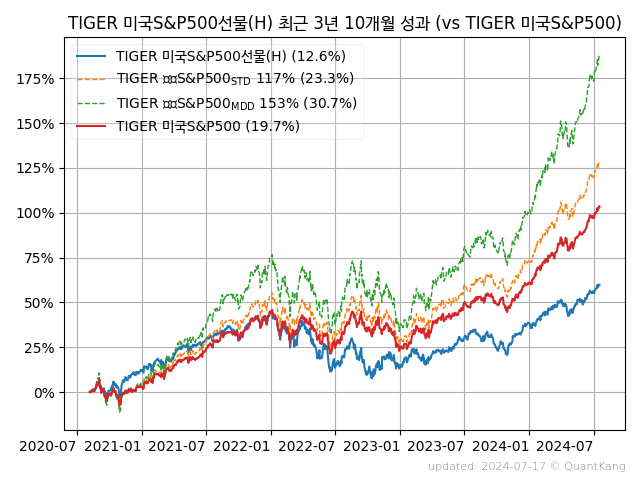 TIGER 미국S&P500선물(H) 최근 3년 10개월 성과 (vs TIGER 미국S&P500)
TIGER 미국S&P500선물(H) (12.6%)
TIGER S&P500STD 117% (23.3%)
TIGER S&P500MDD 153% (30.7%)
TIGER 미국S&P500 (19.7%)
175%
150%
125%
100%
75%
50%
25%
0%
2020-07 2021-01 2021-07 2022-01 2022-07 2023-01 2023-07 2024-01 2024-07
updated: 2024-07-17 © QuantKang